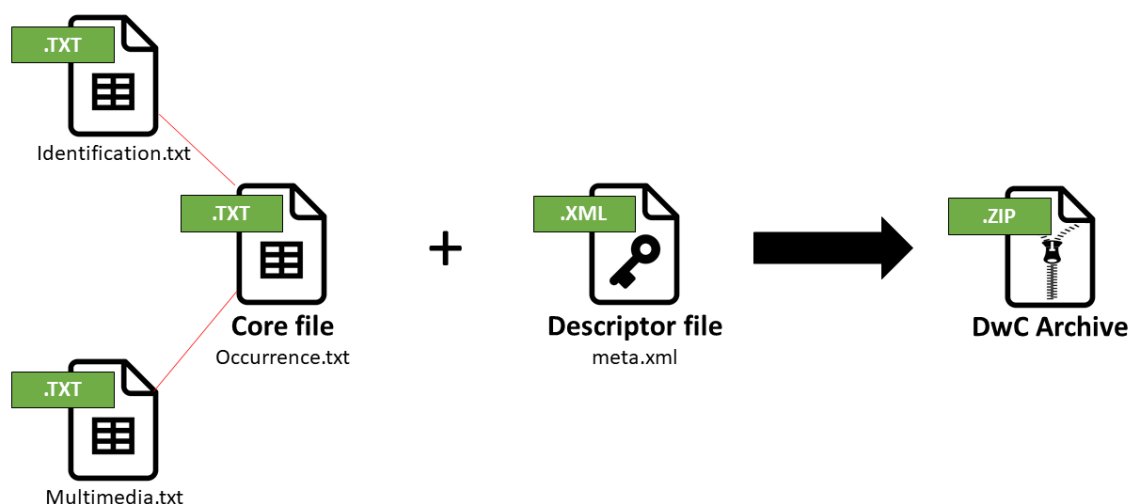 .TXT
Identification.txt
.TXT
Core file
Occurrence.txt
.TXT
Multimedia.txt
+
.XML
Descriptor file
meta.xml
.ZIP
DwC Archive